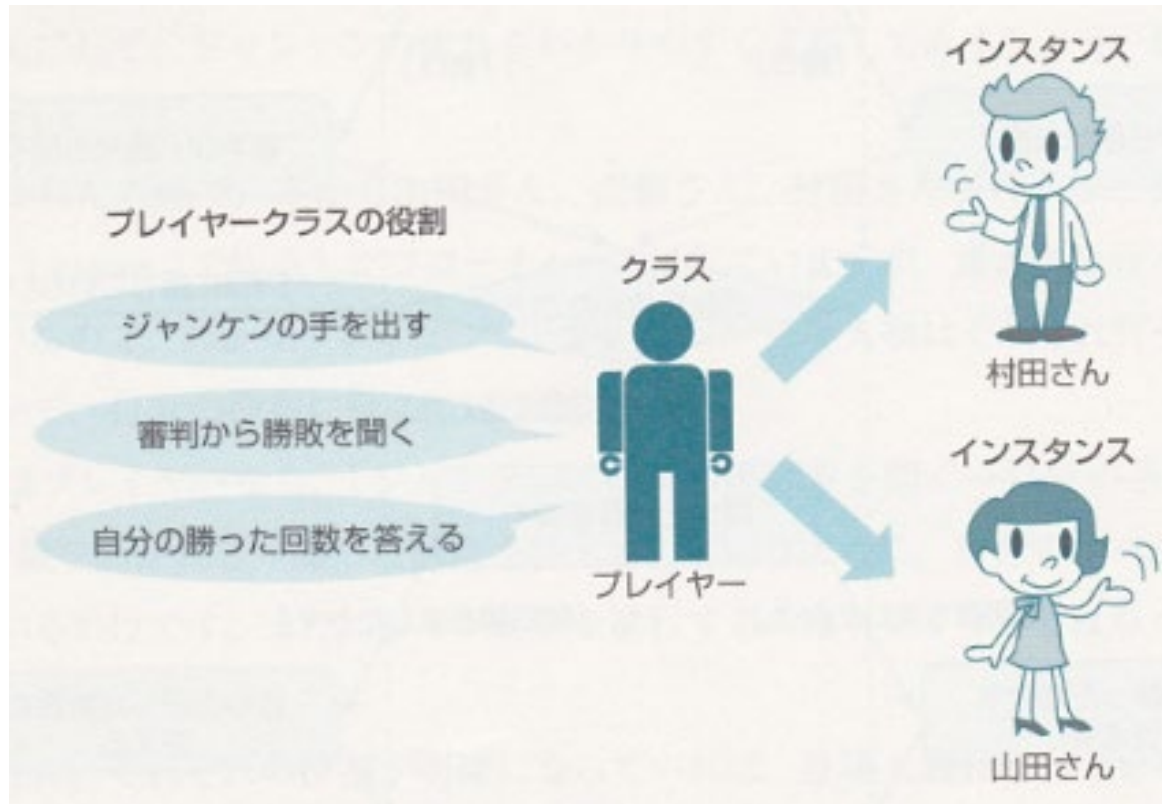 プレイヤークラスの役割
ジャンケンの手を出す
審判から勝敗を聞く
自分の勝った回数を答える
クラス
プレイヤー
インスタンス
村田さん
インスタンス
山田さん